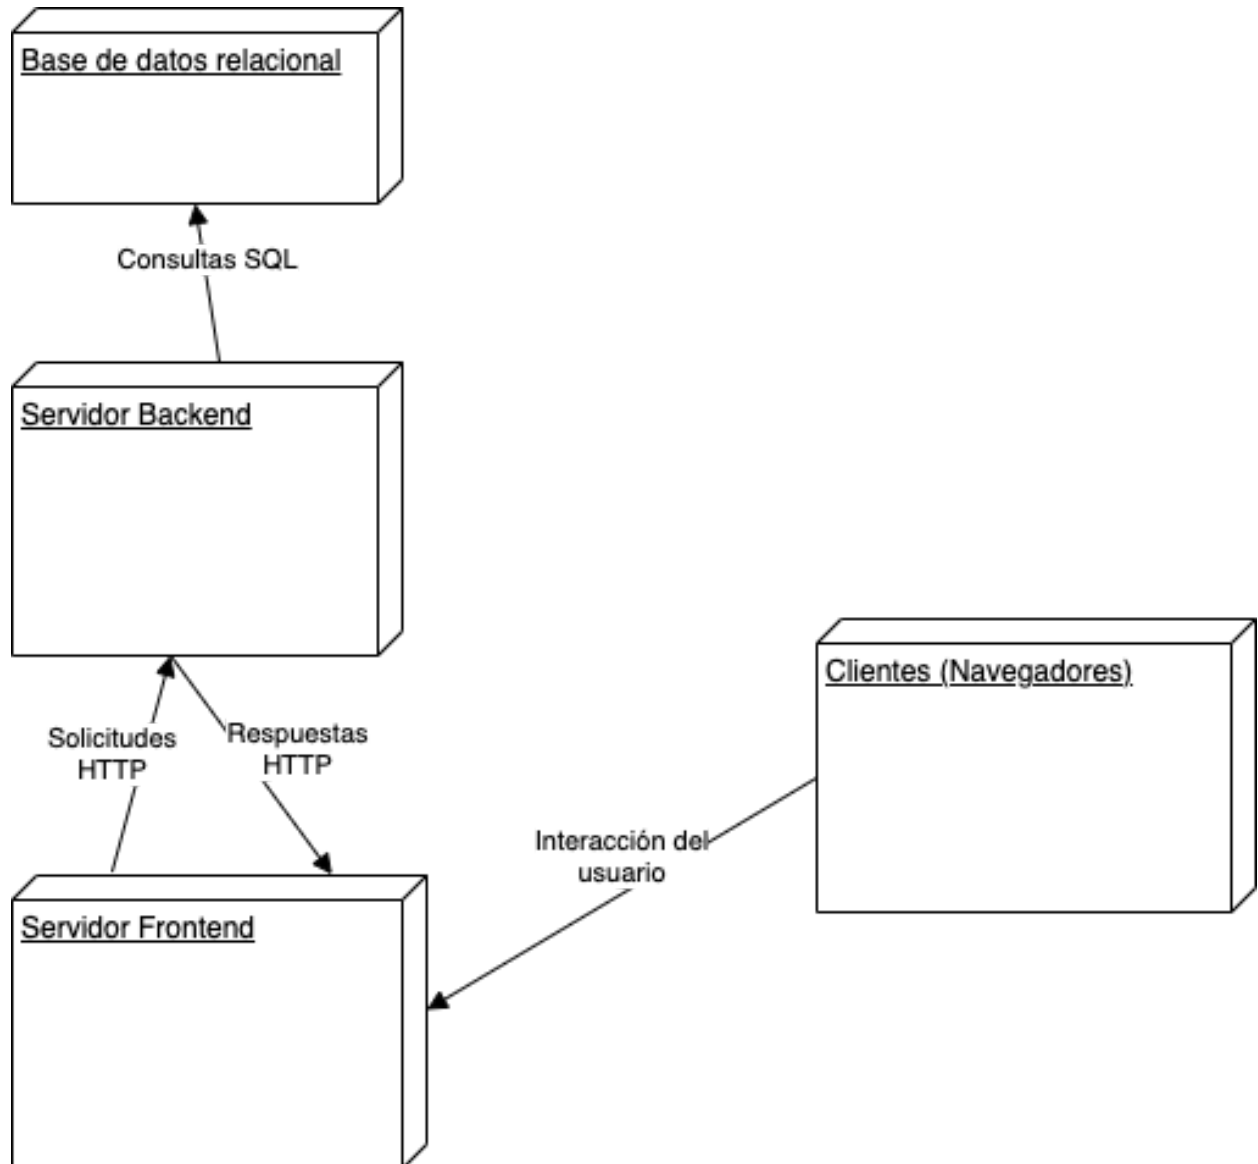 Base de datos relacional
Consultas SQL
Servidor Backend
Solicitudes
HTTP
Respuestas
HTTP
Clientes (Navegadores)
Interacción del
usuario
Servidor Frontend